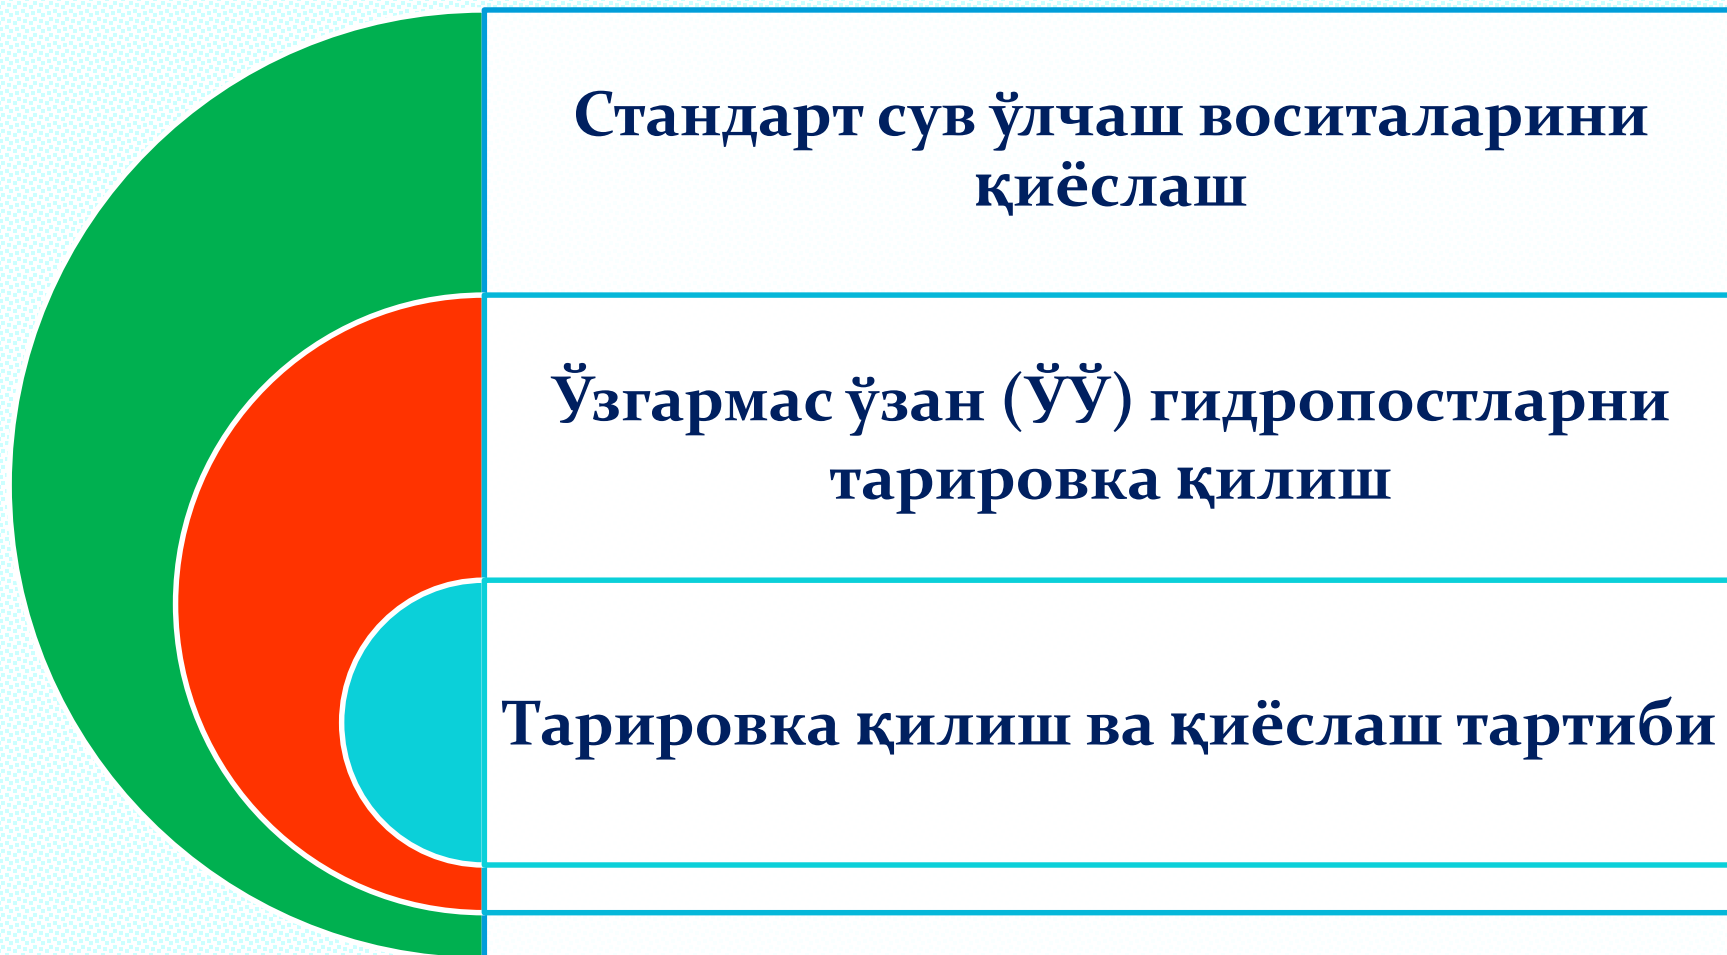 Стандарт сув ўлчаш воситаларини
қиёслаш
Ўзгармас ўзан (ЎЎ) гидропостларни
тарировка қилиш
Тарировка қилиш ва қиёслаш тартиби